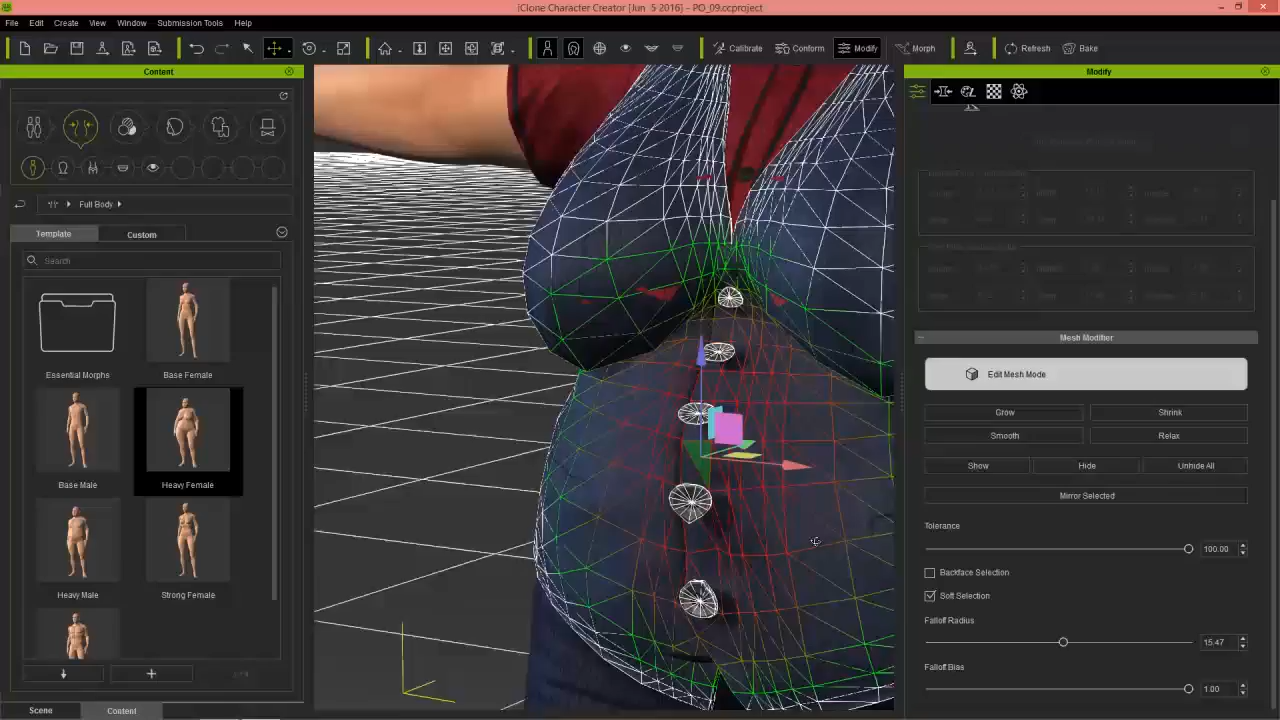 iClone Character Creator [Jun 5 2016] - PO_09.ccproject
File Edit Create View Window Submission Tools Help
Calibrate Conform Modify Morph Refresh Bake
Content
Full Body
Template Custom
Search
Essential Morphs Base Female
Base Male Heavy Female
Heavy Male Strong Female
Scene Content
Modify
Mesh Modifier
Edit Mesh Mode
Grow Shrink
Smooth Relax
Show Hide Unhide All
Mirror Selected
Tolerance
100.00
Backface Selection
Soft Selection
Falloff Radius
15.47
Falloff Bias
1.00